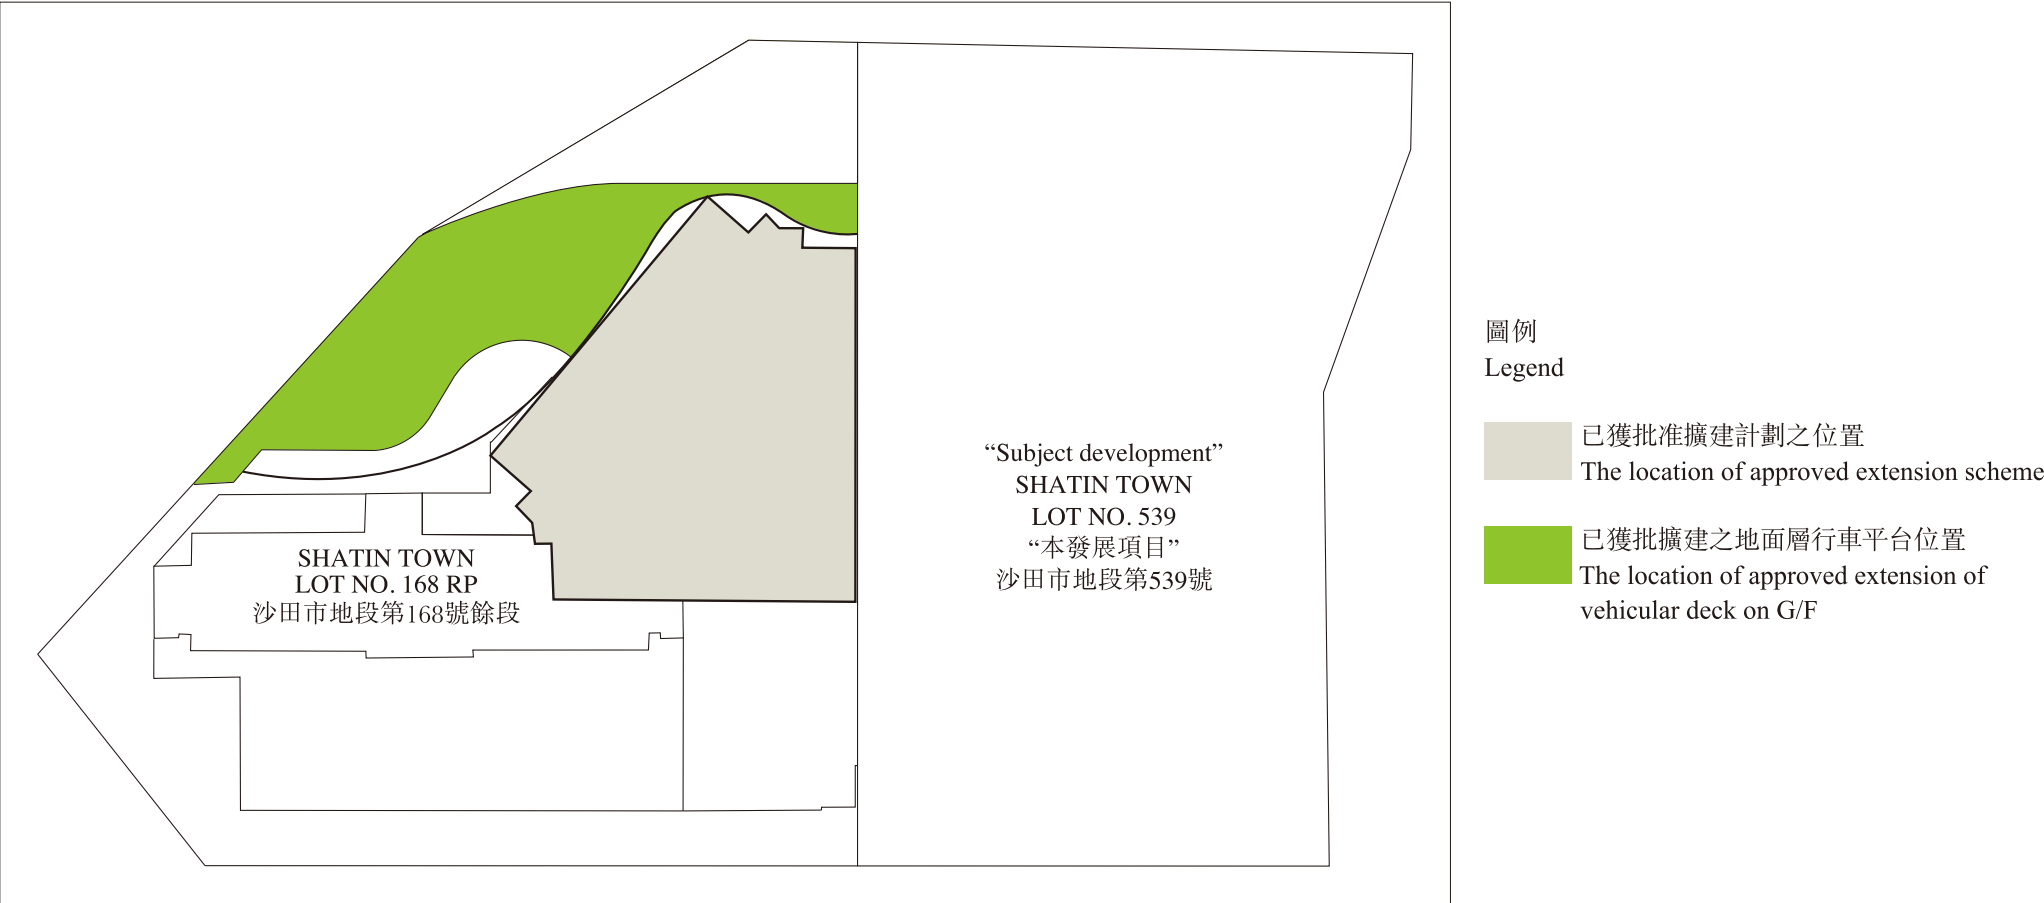 “Subject development”
SHATIN TOWN
LOT NO. 539
“本發展項目”
沙田市地段第539號
SHATIN TOWN
LOT NO. 168 RP
沙田市地段第168號餘段
圖例
Legend
已獲批准擴建計劃之位置
The location of approved extension scheme
已獲批擴建之地面層行車平台位置
The location of approved extension of
vehicular deck on G/F